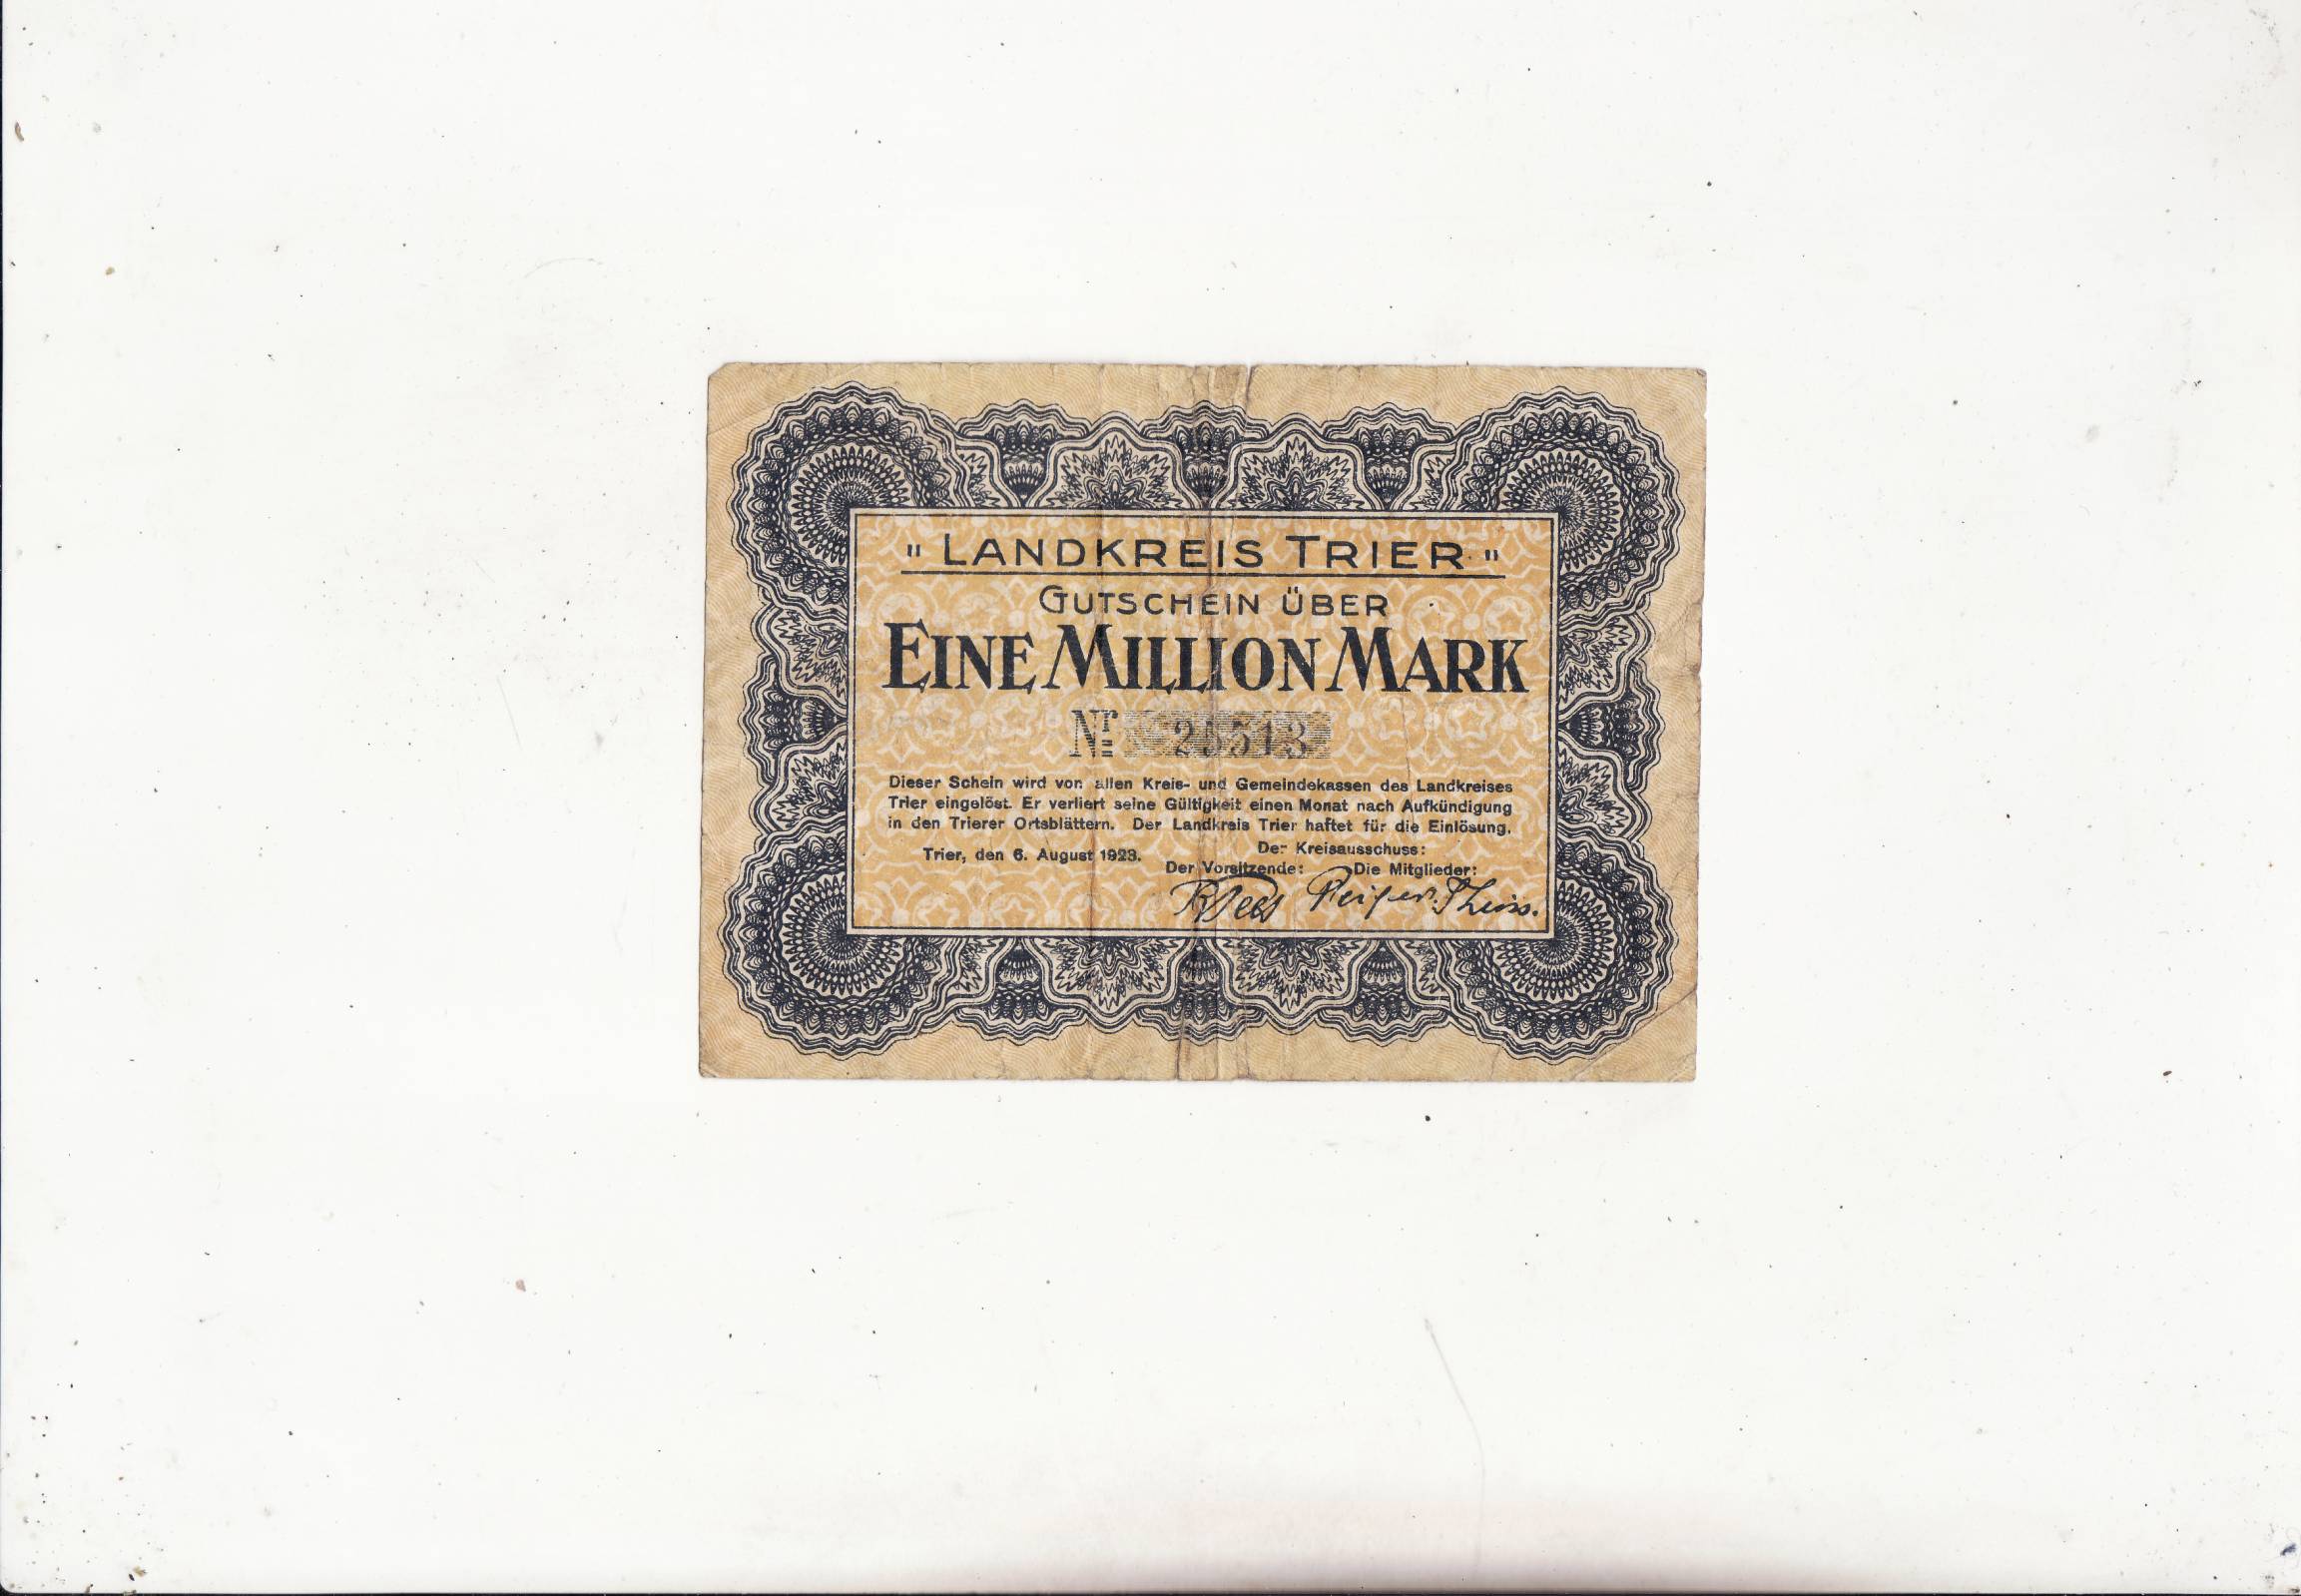 " LANDKREIS TRIER "
GUTSCHEIN ÜBER
EINE MILLION MARK
Nr 25513
Dieser Schein wird von allen Kreis- und Gemeindekassen des Landkreises
Trier eingelöst. Er verliert seine Gültigkeit einen Monat nach Aufkündigung
in den Trierer Ortsblättern. Der Landkreis Trier haftet für die Einlösung.
Trier, den 6. August 1923.
Der Kreisausschuss:
Der Vorsitzende: Die Mitglieder: